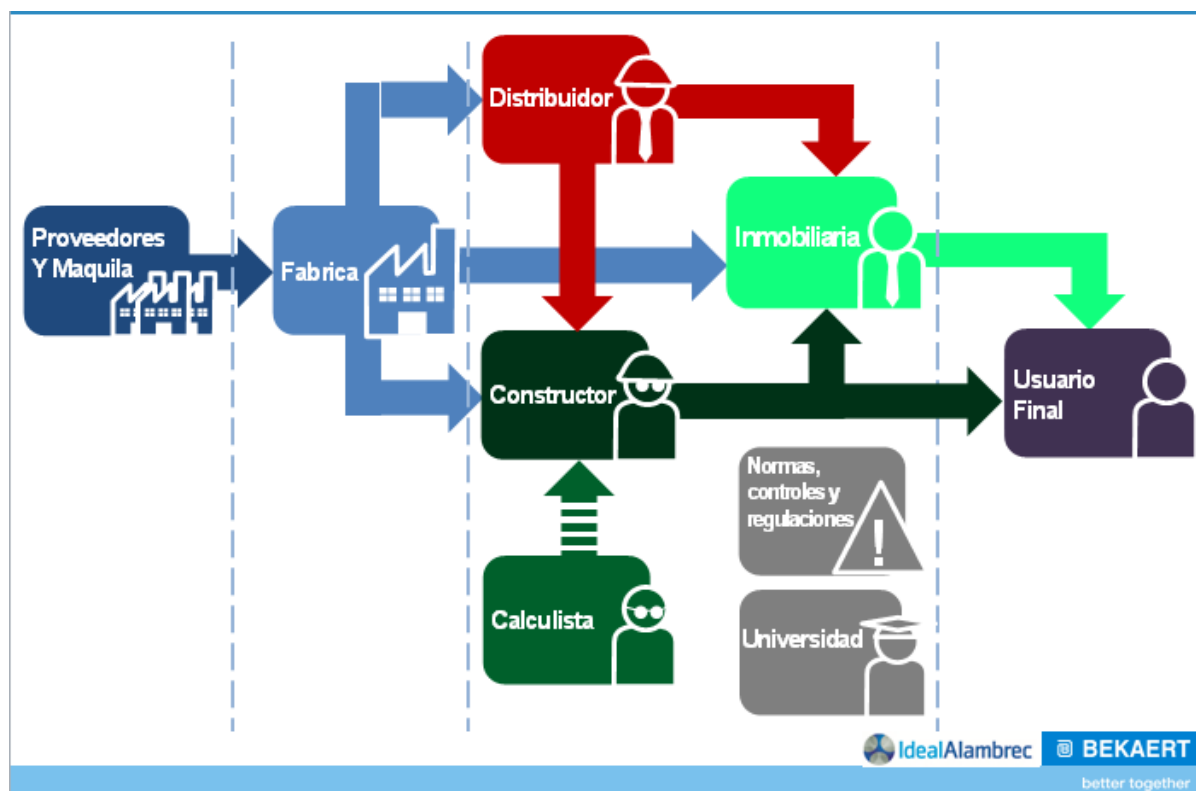 Distribuidor
Proveedores
Y Maquila
Fabrica
Inmobiliaria
Constructor
Usuario
Final
Normas,
controles y
regulaciones
!
Calculista
Universidad
IdealAlambrec
BEKAERT
better together